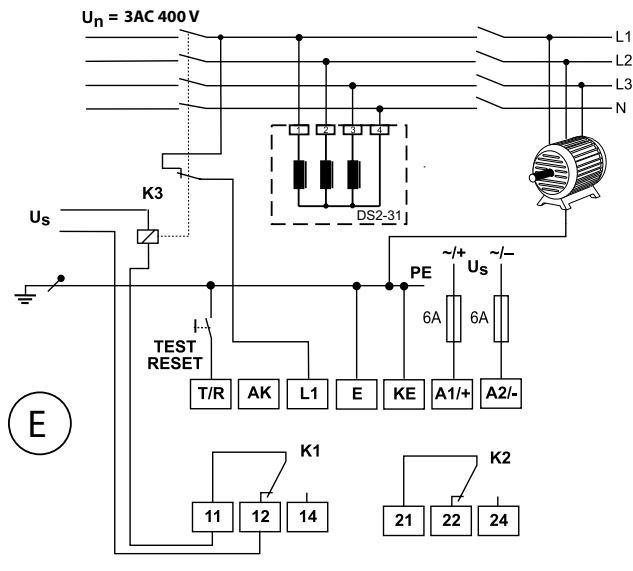 Un = 3AC 400 V
L1
L2
L3
N
1 2 3 4
DS2-31
K3
Us
PE
~/+ Us ~/–
6A 6A
TEST
RESET
T/R AK L1 E KE A1/+ A2/-
E
K1
K2
11 12 14
21 22 24